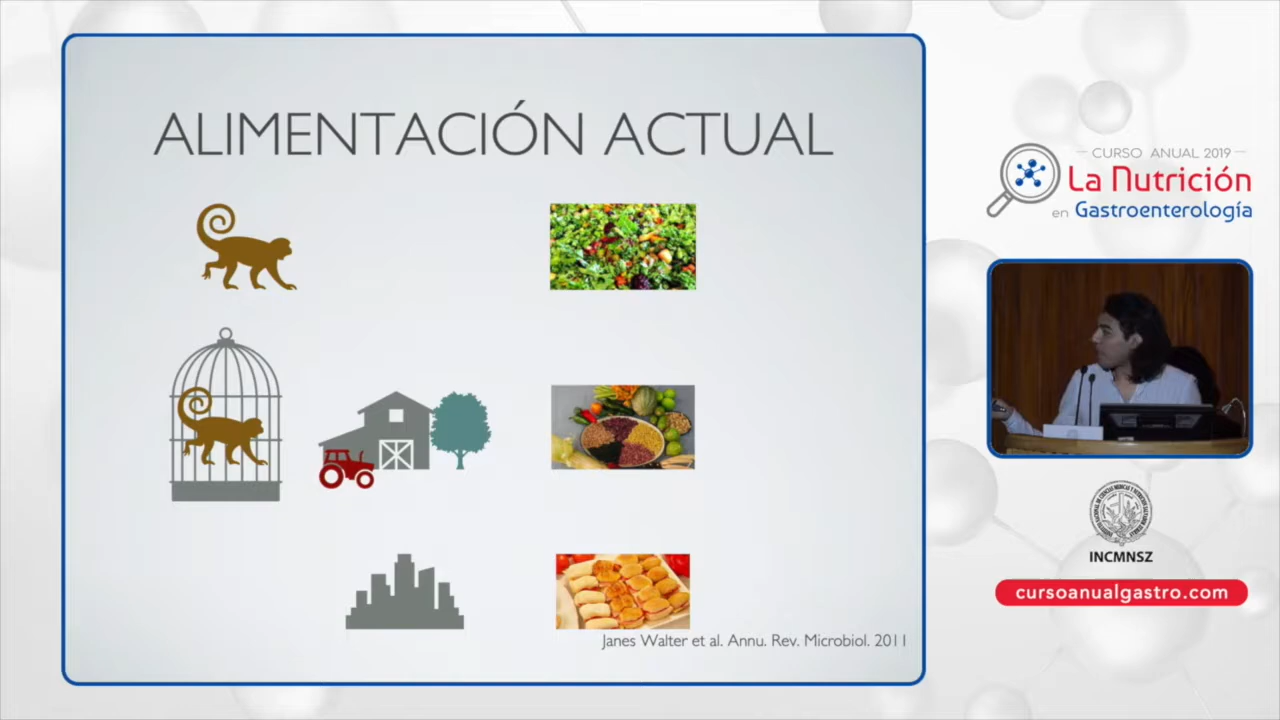 ALIMENTACIÓN ACTUAL
Janes Walter et al. Annu. Rev. Microbiol. 2011
CURSO ANUAL 2019
La Nutrición
en Gastroenterología
INCMNSZ
cursoanualgastro.com